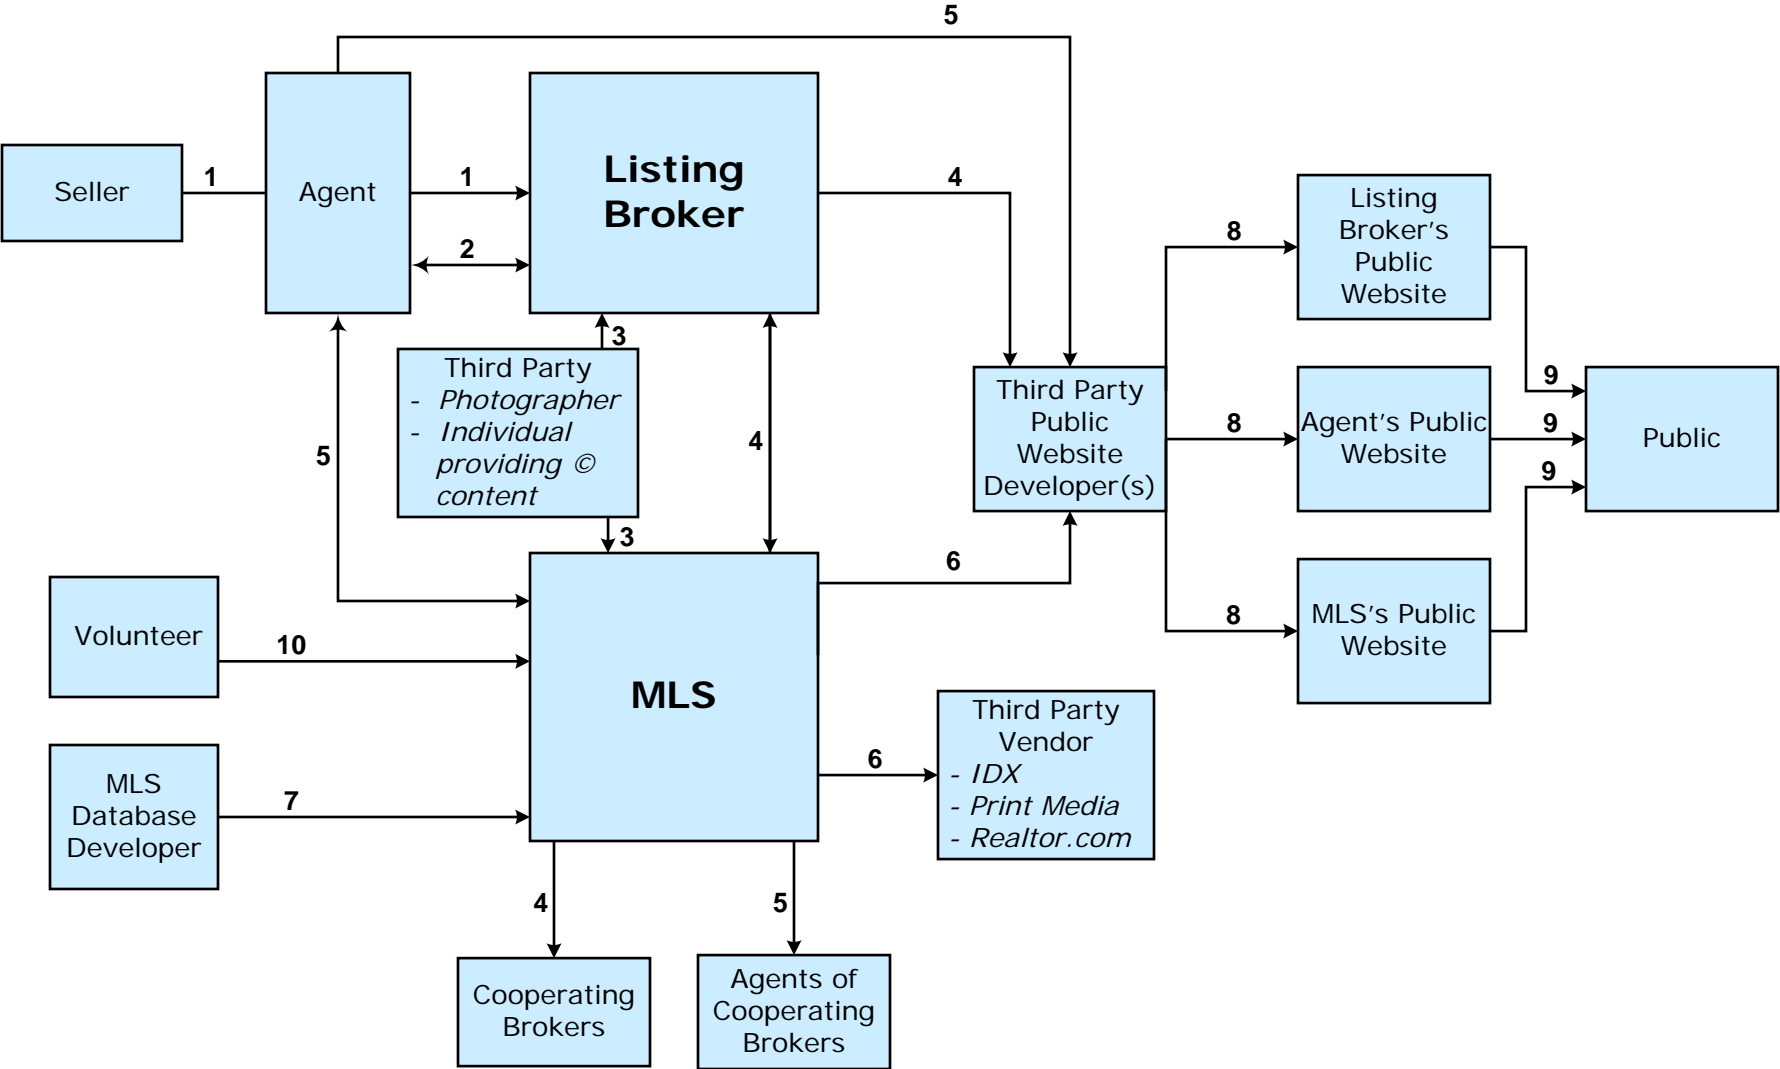 5
Seller
1
Agent
1
2
Listing
Broker
4
3
Third Party
- Photographer
- Individual
providing ©
content
3
5
4
Third Party
Public
Website
Developer(s)
8
8
8
Listing
Broker's
Public
Website
Agent's Public
Website
MLS's Public
Website
9
9
9
Public
Volunteer
10
MLS
Database
Developer
7
MLS
6
6
Third Party
Vendor
- IDX
- Print Media
- Realtor.com
4
5
Cooperating
Brokers
Agents of
Cooperating
Brokers